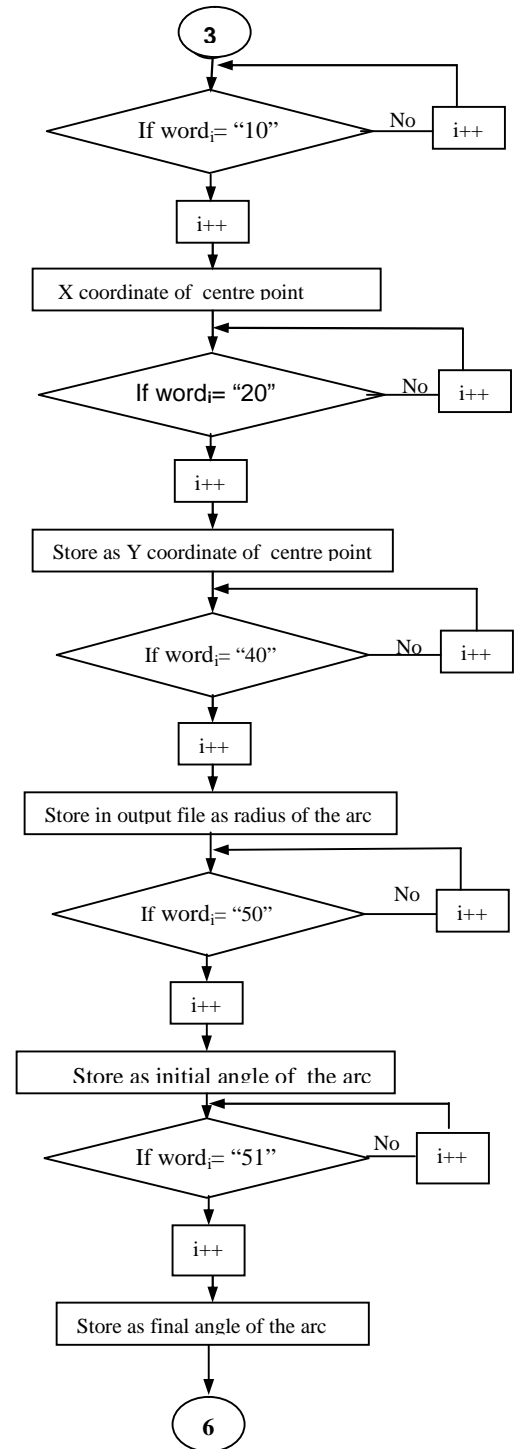 3
If wordᵢ= “10”
No
i++
i++
X coordinate of centre point
If wordᵢ= “20”
No
i++
i++
Store as Y coordinate of centre point
If wordᵢ= “40”
No
i++
i++
Store in output file as radius of the arc
If wordᵢ= “50”
No
i++
i++
Store as initial angle of the arc
If wordᵢ= “51”
No
i++
i++
Store as final angle of the arc
6